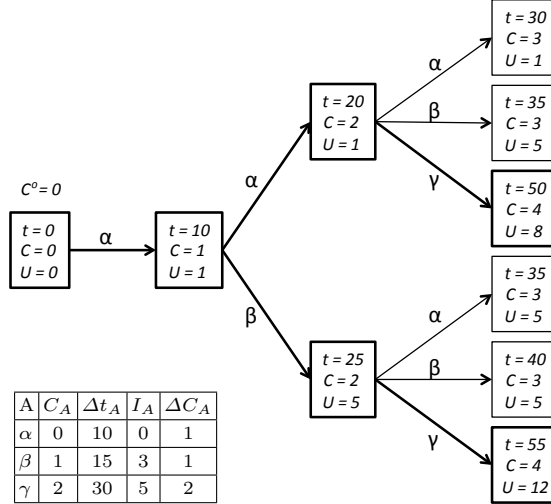 t = 30
C = 3
U = 1
α
t = 20
C = 2
U = 1
β
t = 35
C = 3
U = 5
γ
t = 50
C = 4
U = 8
α
C⁰ = 0
t=0
C=0
U=0
α
t = 10
C = 1
U = 1
β
t = 25
C = 2
U = 5
α
t = 35
C = 3
U = 5
β
t = 40
C = 3
U = 5
γ
t = 55
C = 4
U = 12
A C_A Δt_A I_A ΔC_A
α 0 10 0 1
β 1 15 3 1
γ 2 30 5 2